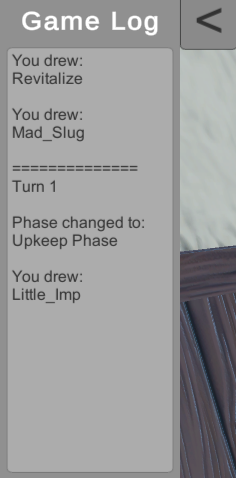 Game Log
<
You drew:
Revitalize
You drew:
Mad_Slug
==============
Turn 1
Phase changed to:
Upkeep Phase
You drew:
Little_Imp